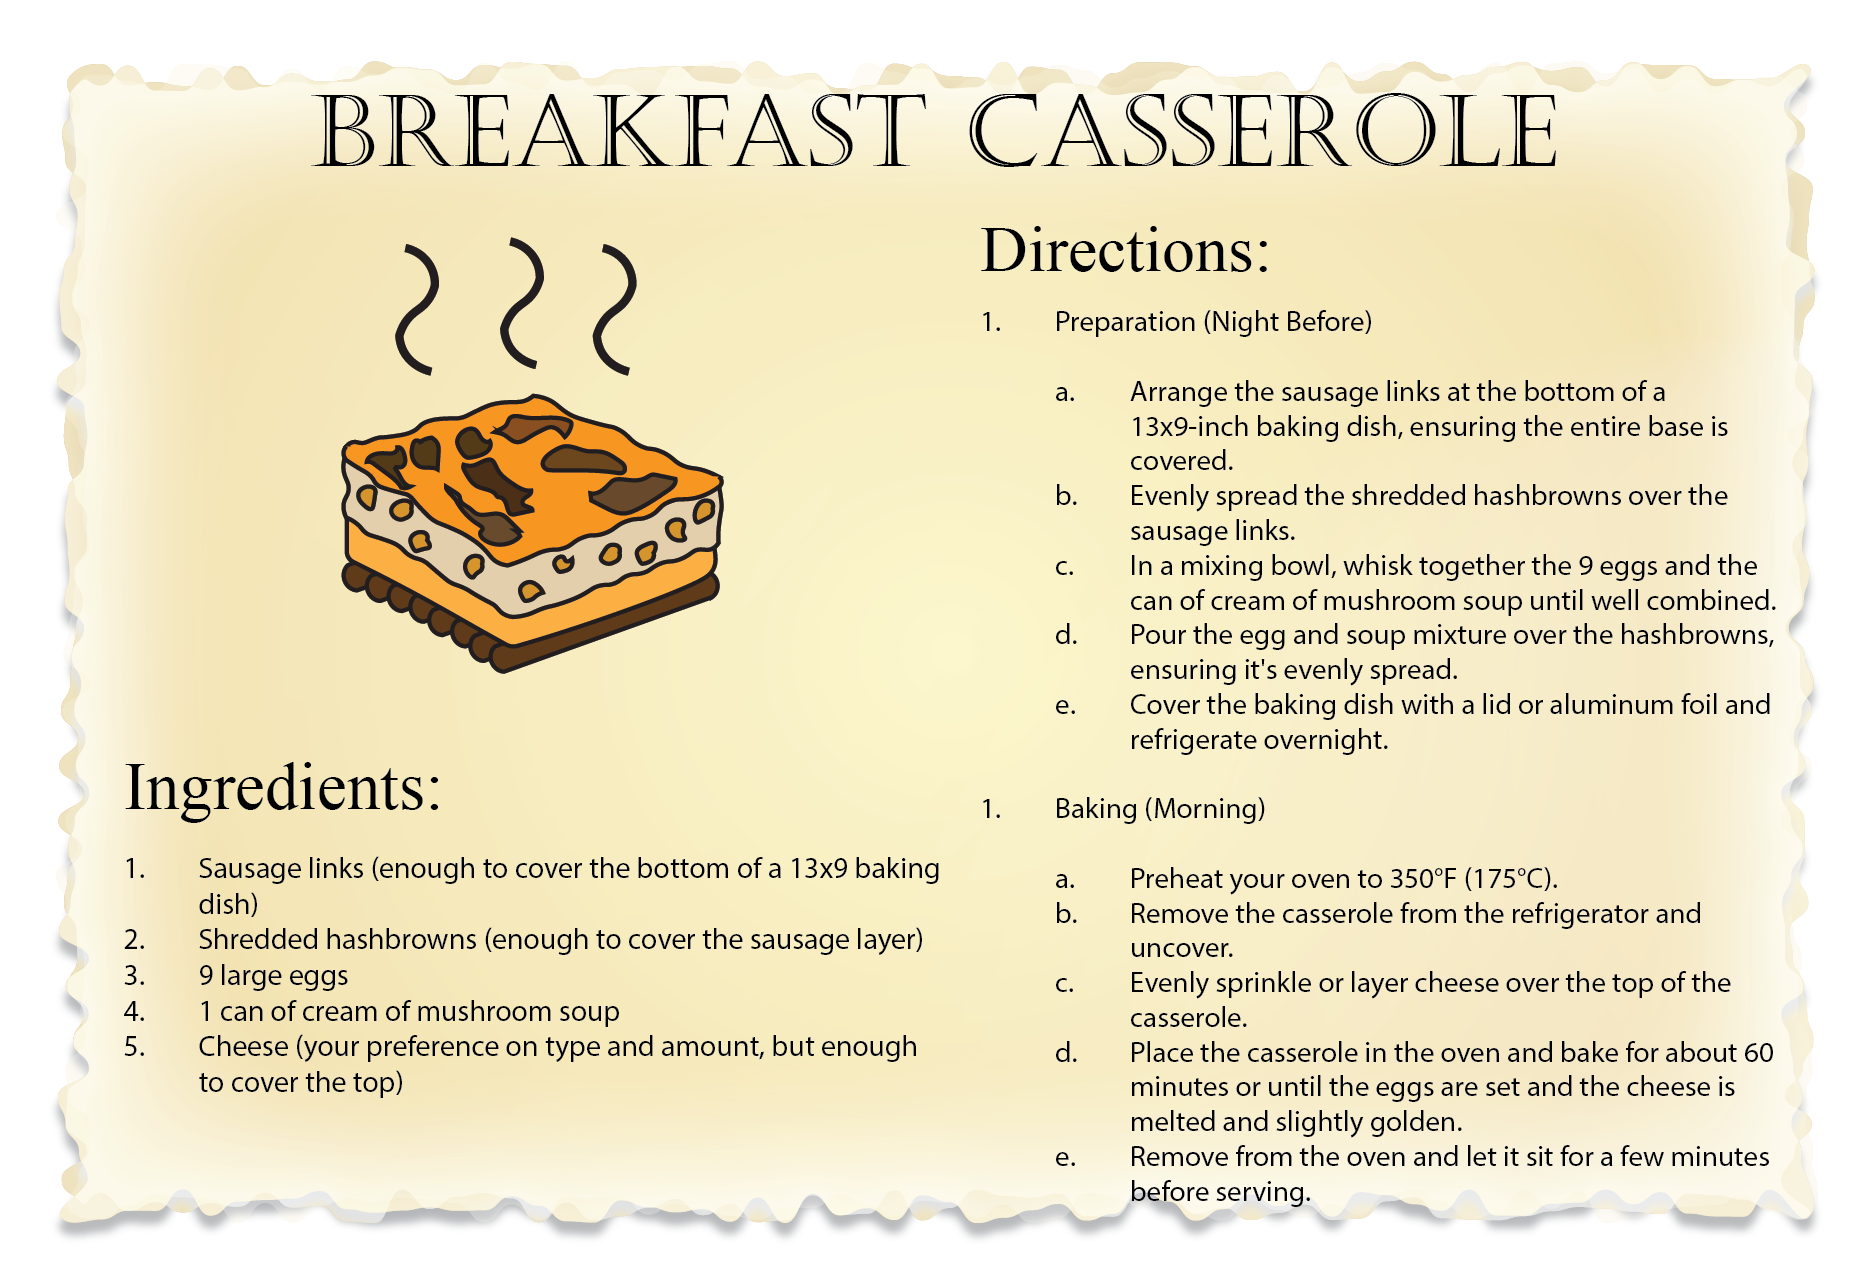 BREAKFAST CASSEROLE
Ingredients:
1. Sausage links (enough to cover the bottom of a 13x9 baking
dish)
2. Shredded hashbrowns (enough to cover the sausage layer)
3. 9 large eggs
4. 1 can of cream of mushroom soup
5. Cheese (your preference on type and amount, but enough
to cover the top)
Directions:
1. Preparation (Night Before)
a. Arrange the sausage links at the bottom of a
13x9-inch baking dish, ensuring the entire base is
covered.
b. Evenly spread the shredded hashbrowns over the
sausage links.
c. In a mixing bowl, whisk together the 9 eggs and the
can of cream of mushroom soup until well combined.
d. Pour the egg and soup mixture over the hashbrowns,
ensuring it's evenly spread.
e. Cover the baking dish with a lid or aluminum foil and
refrigerate overnight.
1. Baking (Morning)
a. Preheat your oven to 350°F (175°C).
b. Remove the casserole from the refrigerator and
uncover.
c. Evenly sprinkle or layer cheese over the top of the
casserole.
d. Place the casserole in the oven and bake for about 60
minutes or until the eggs are set and the cheese is
melted and slightly golden.
e. Remove from the oven and let it sit for a few minutes
before serving.